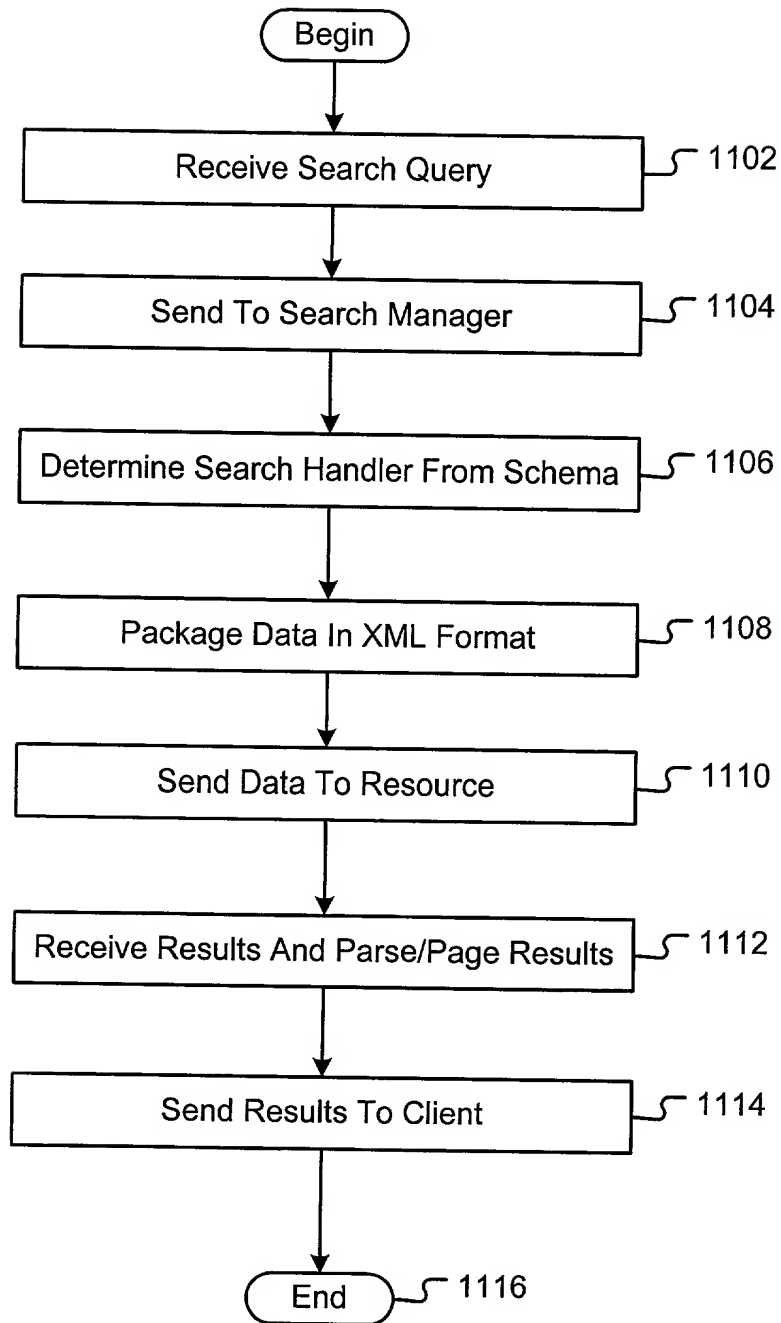 Begin
Receive Search Query 1102
Send To Search Manager 1104
Determine Search Handler From Schema 1106
Package Data In XML Format 1108
Send Data To Resource 1110
Receive Results And Parse/Page Results 1112
Send Results To Client 1114
End 1116